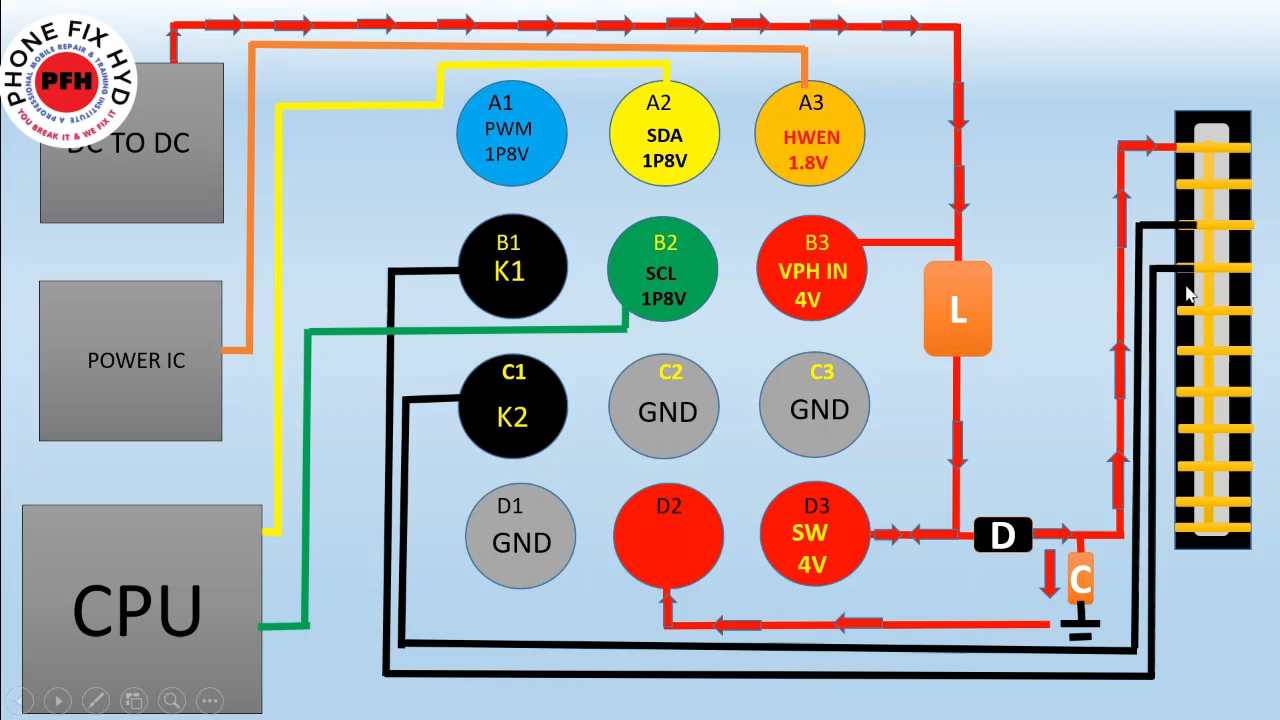 PHONE FIX HYD
MOBILE REPAIR & TRAINING INSTITUTE A PROFESSIONAL
PFH
YOU BREAK IT & WE FIX IT
DC TO DC
POWER IC
CPU
A1
PWM
1P8V
A2
SDA
1P8V
A3
HWEN
1.8V
B1
K1
B2
SCL
1P8V
B3
VPH IN
4V
L
C1
K2
C2
GND
C3
GND
D1
GND
D2
D3
SW
4V
D
C